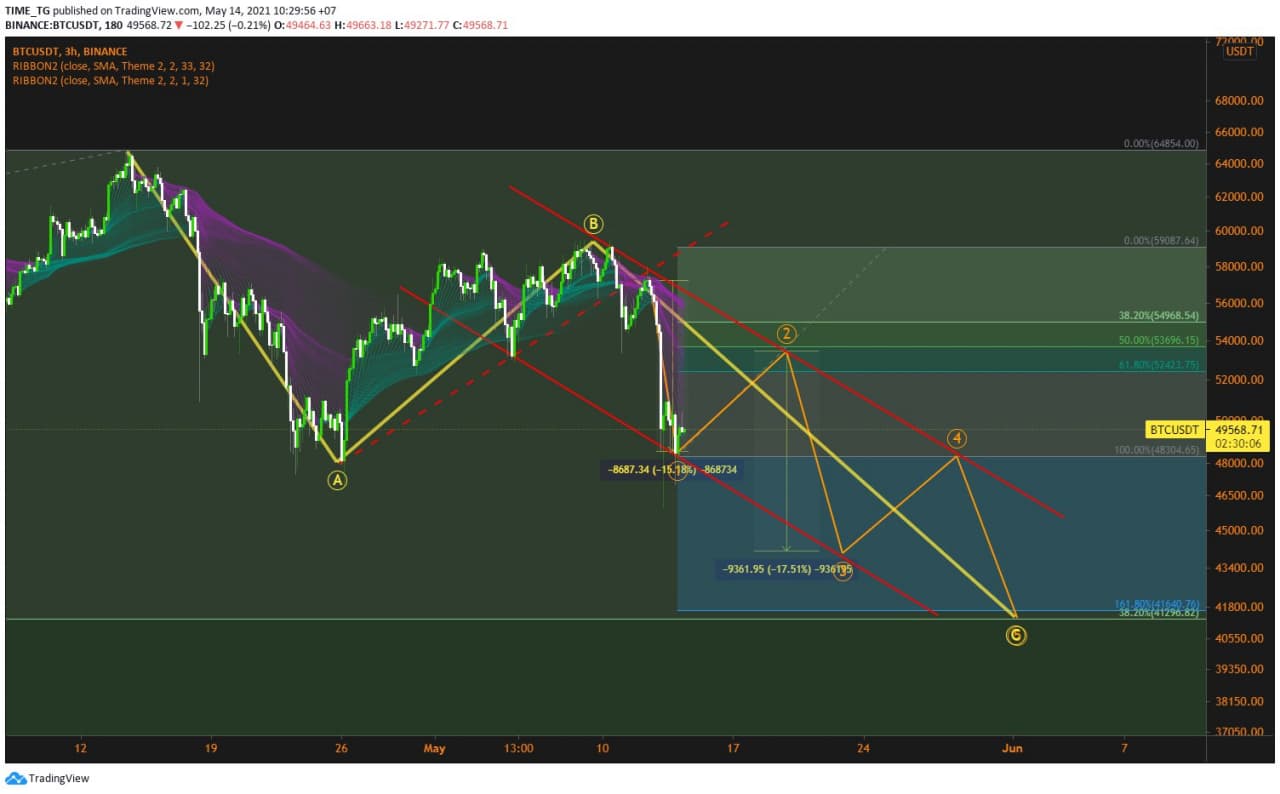 TIME_TG published on TradingView.com, May 14, 2021 10:29:56 +07
BINANCE:BTCUSDT, 180 49568.72 ▼ −102.25 (−0.21%) O:49464.63 H:49663.18 L:49271.77 C:49568.71
BTCUSDT, 3h, BINANCE
RIBBON2 (close, SMA, Theme 2, 2, 33, 32)
RIBBON2 (close, SMA, Theme 2, 2, 1, 32)
77000.00
USDT
68000.00
66000.00
0.00%(64854.00)
64000.00
62000.00
B
60000.00
0.00%(59087.64)
58000.00
56000.00
38.20%(54968.54)
2
54000.00
50.00%(53696.15)
61.80%(52423.75)
52000.00
50000.00
BTCUSDT 49568.71
02:30:06
4
100.00%(48304.65)
48000.00
A
−8687.34 (−15.18%) −868734
46500.00
45000.00
−9361.95 (−17.51%) −936195
3
43400.00
161.80%(41640.76)
41800.00
38.20%(41296.82)
40550.00
39350.00
38150.00
37050.00
12 19 26 May 13:00 10 17 24 Jun 7
TradingView